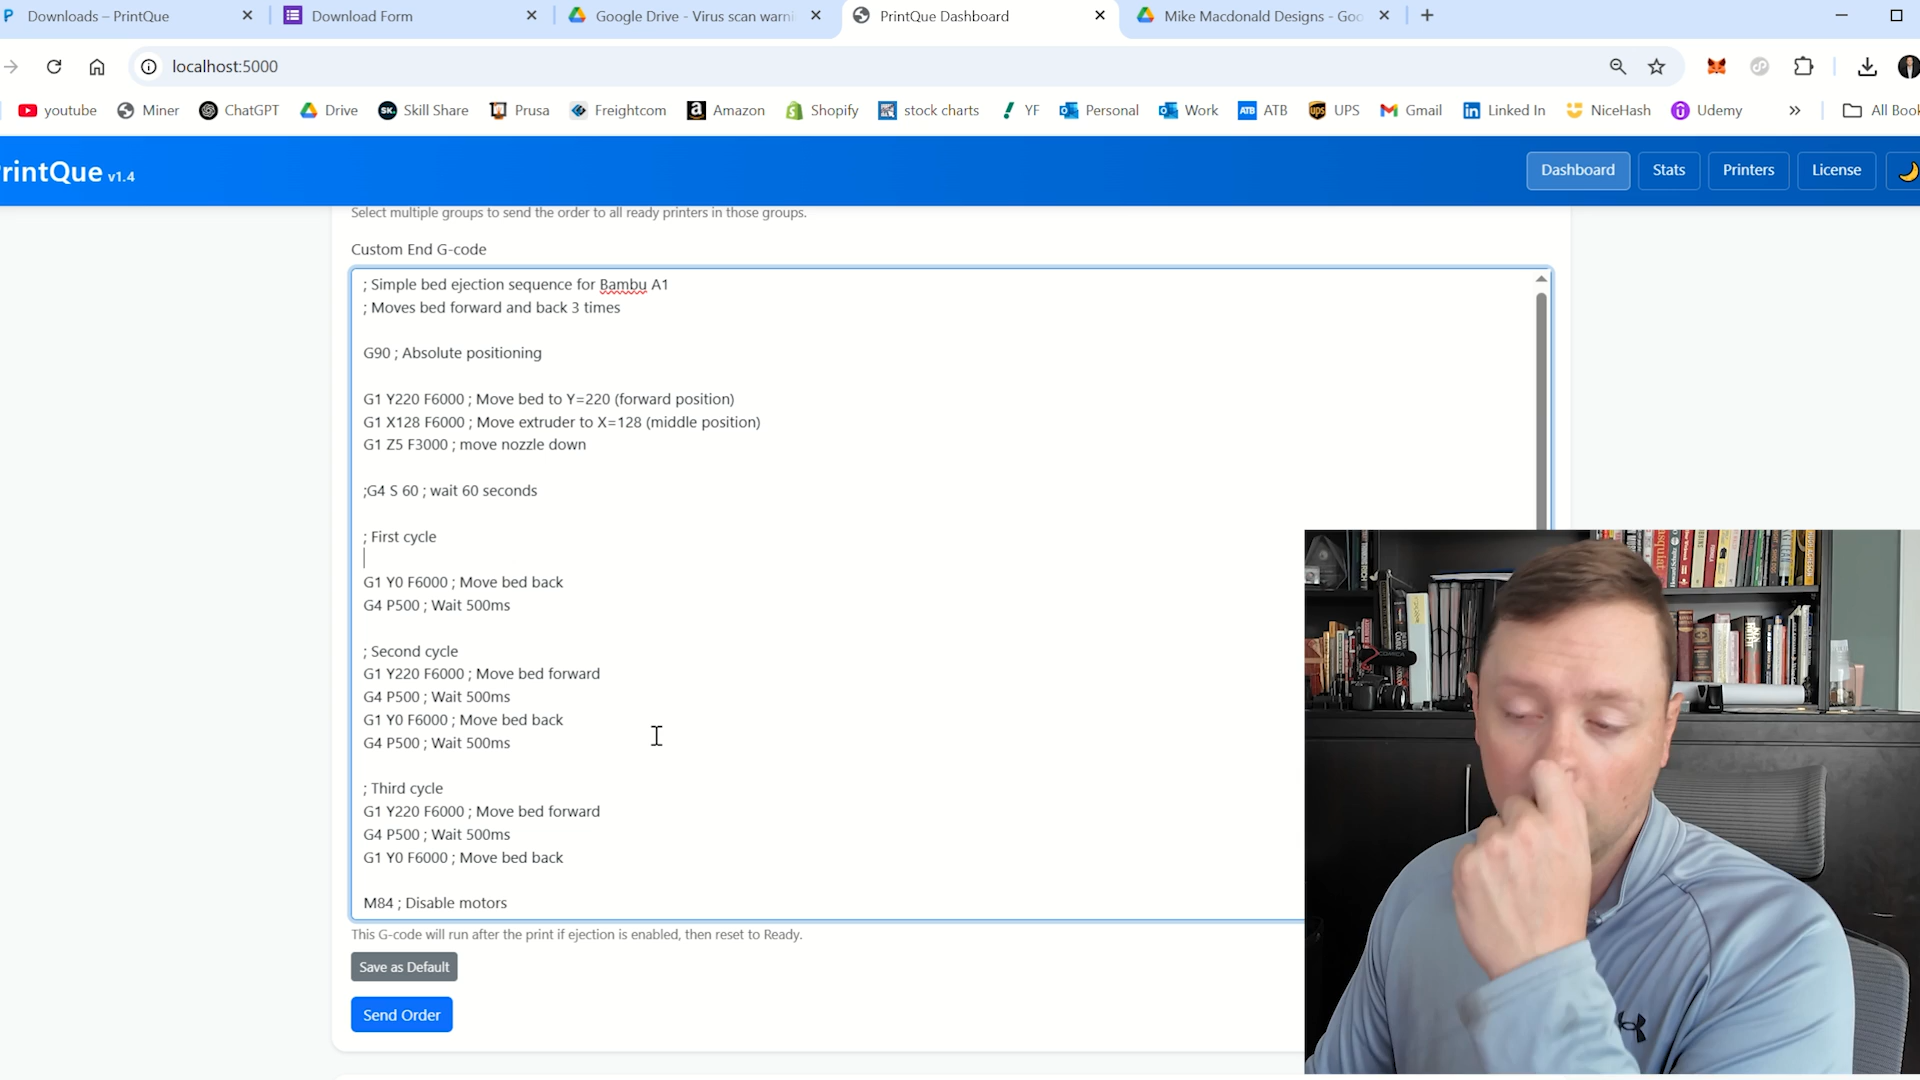 Downloads – PrintQue
Download Form
Google Drive - Virus scan warni
PrintQue Dashboard
Mike Macdonald Designs - Goo
localhost:5000
youtube
Miner
ChatGPT
Drive
Skill Share
Prusa
Freightcom
Amazon
Shopify
stock charts
YF
Personal
Work
ATB
UPS
Gmail
Linked In
NiceHash
Udemy
»
All Book
rintQue v1.4
Dashboard
Stats
Printers
License
Select multiple groups to send the order to all ready printers in those groups.
Custom End G-code
; Simple bed ejection sequence for Bambu A1
; Moves bed forward and back 3 times
G90 ; Absolute positioning
G1 Y220 F6000 ; Move bed to Y=220 (forward position)
G1 X128 F6000 ; Move extruder to X=128 (middle position)
G1 Z5 F3000 ; move nozzle down
;G4 S 60 ; wait 60 seconds
; First cycle
G1 Y0 F6000 ; Move bed back
G4 P500 ; Wait 500ms
; Second cycle
G1 Y220 F6000 ; Move bed forward
G4 P500 ; Wait 500ms
G1 Y0 F6000 ; Move bed back
G4 P500 ; Wait 500ms
; Third cycle
G1 Y220 F6000 ; Move bed forward
G4 P500 ; Wait 500ms
G1 Y0 F6000 ; Move bed back
M84 ; Disable motors
This G-code will run after the print if ejection is enabled, then reset to Ready.
Save as Default
Send Order